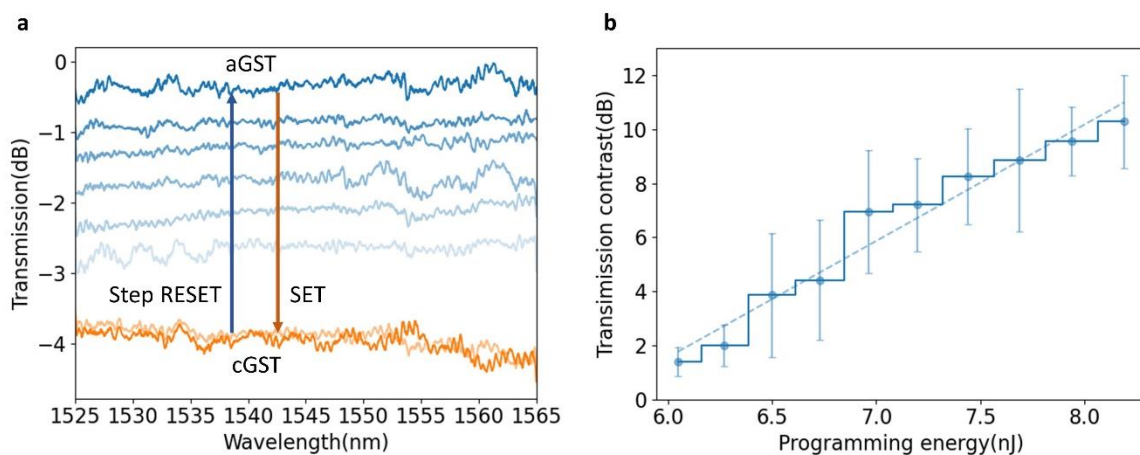 a
Transmission(dB)
0
−1
−2
−3
−4
aGST
Step RESET
SET
cGST
1525 1530 1535 1540 1545 1550 1555 1560 1565
Wavelength(nm)
b
Transimission contrast(dB)
12
10
8
6
4
2
0
6.0 6.5 7.0 7.5 8.0
Programming energy(nJ)